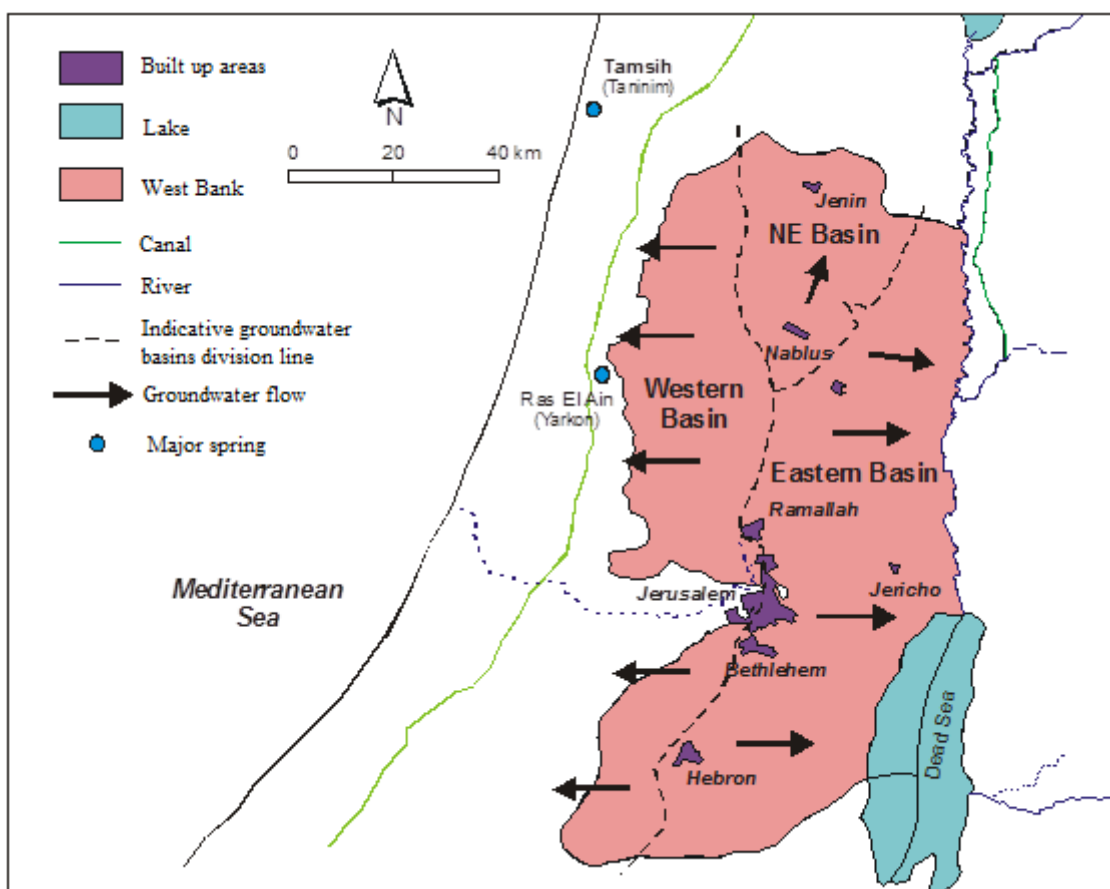 Built up areas
Lake
West Bank
Canal
River
Indicative groundwater
basins division line
Groundwater flow
Major spring
N
0 20 40 km
Tamsih
(Taninim)
Jenin
NE Basin
Nablus
Ras El Ain
(Yarkon)
Western
Basin
Eastern Basin
Ramallah
Mediterranean
Sea
Jerusalem
Jericho
Bethlehem
Hebron
Dead Sea